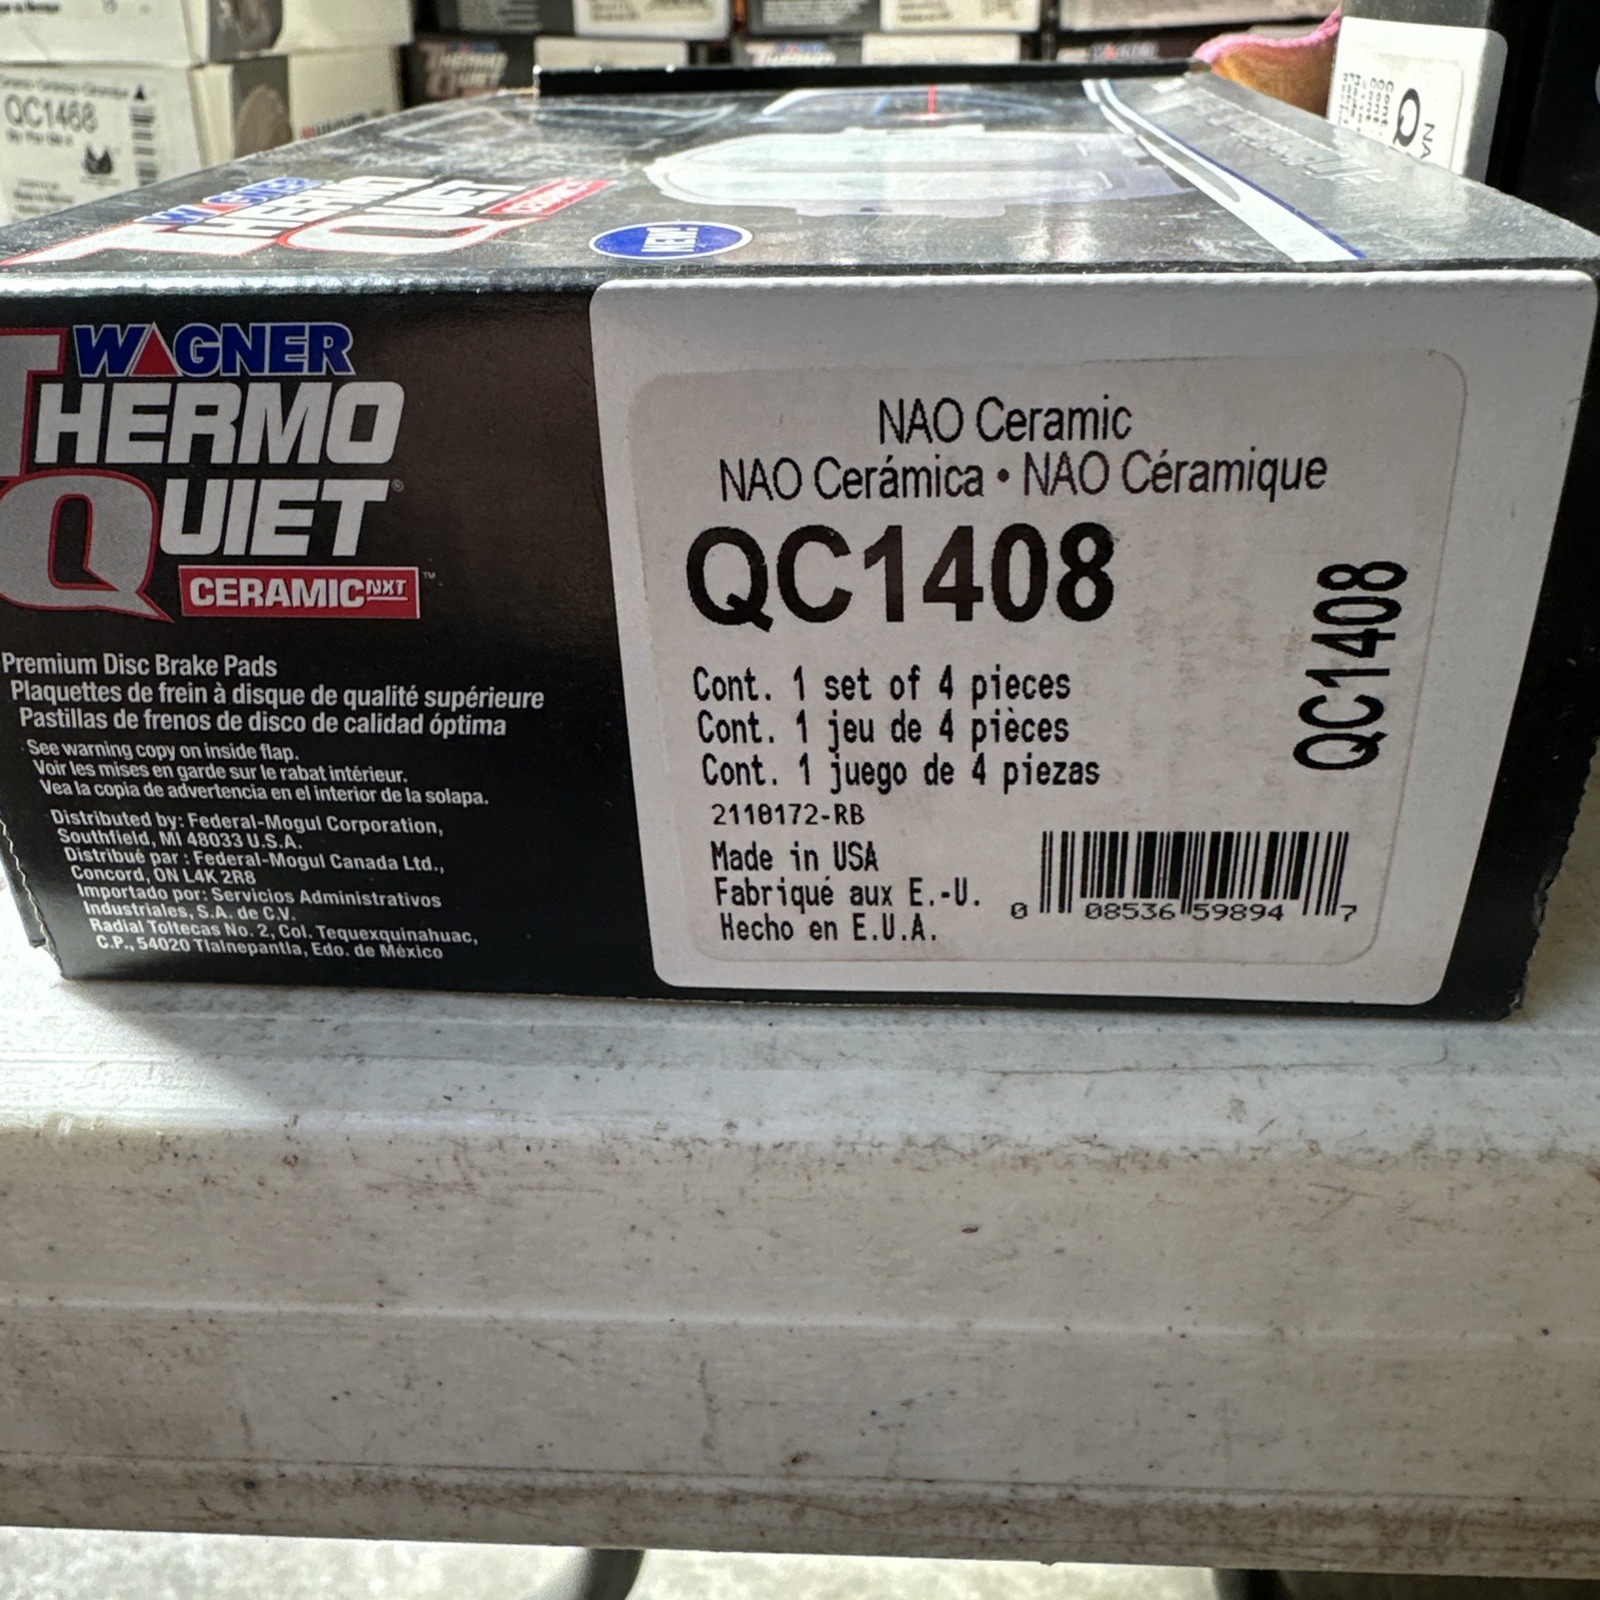 QC1468
WAGNER
THERMO
QUIET
CERAMIC
NEW!
WAGNER
THERMO
QUIET®
CERAMIC NXT™
Premium Disc Brake Pads
Plaquettes de frein à disque de qualité supérieure
Pastillas de frenos de disco de calidad óptima
See warning copy on inside flap.
Voir les mises en garde sur le rabat intérieur.
Vea la copia de advertencia en el interior de la solapa.
Distributed by: Federal-Mogul Corporation,
Southfield, MI 48033 U.S.A.
Distribué par : Federal-Mogul Canada Ltd.,
Concord, ON L4K 2R8
Importado por: Servicios Administrativos
Industriales, S.A. de C.V.
Radial Toltecas No. 2, Col. Tequexquinahuac,
C.P., 54020 Tlalnepantla, Edo. de México
NAO Ceramic
NAO Cerámica • NAO Céramique
QC1408
QC1408
Cont. 1 set of 4 pieces
Cont. 1 jeu de 4 pièces
Cont. 1 juego de 4 piezas
2110172-RB
Made in USA
Fabriqué aux E.-U.
Hecho en E.U.A.
0 08536 59894 7